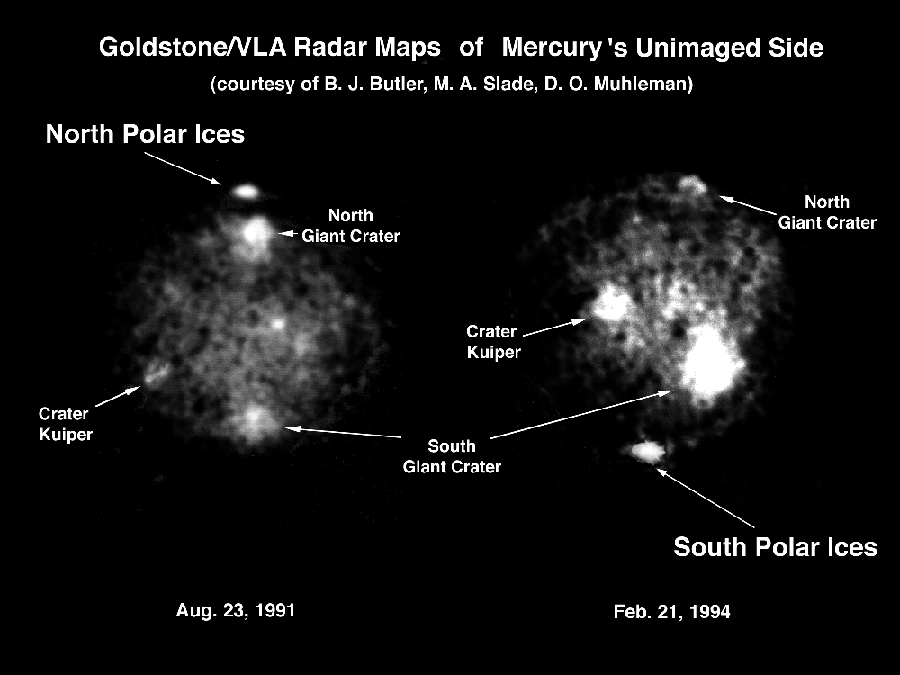 Goldstone/VLA Radar Maps of Mercury's Unimaged Side
(courtesy of B. J. Butler, M. A. Slade, D. O. Muhleman)
North Polar Ices
North
Giant Crater
Crater
Kuiper
North
Giant Crater
Crater
Kuiper
South
Giant Crater
South Polar Ices
Aug. 23, 1991
Feb. 21, 1994